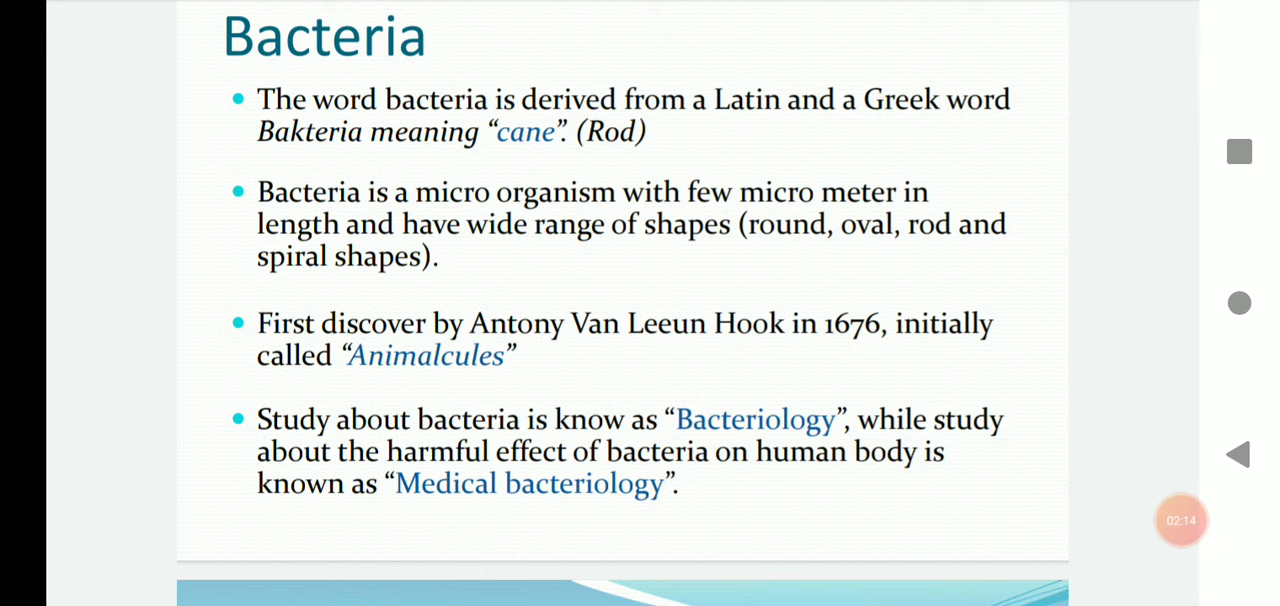 Bacteria
The word bacteria is derived from a Latin and a Greek word
Bakteria meaning “cane”. (Rod)
Bacteria is a micro organism with few micro meter in
length and have wide range of shapes (round, oval, rod and
spiral shapes).
First discover by Antony Van Leeun Hook in 1676, initially
called “Animalcules”
Study about bacteria is know as “Bacteriology”, while study
about the harmful effect of bacteria on human body is
known as “Medical bacteriology”.
02:14